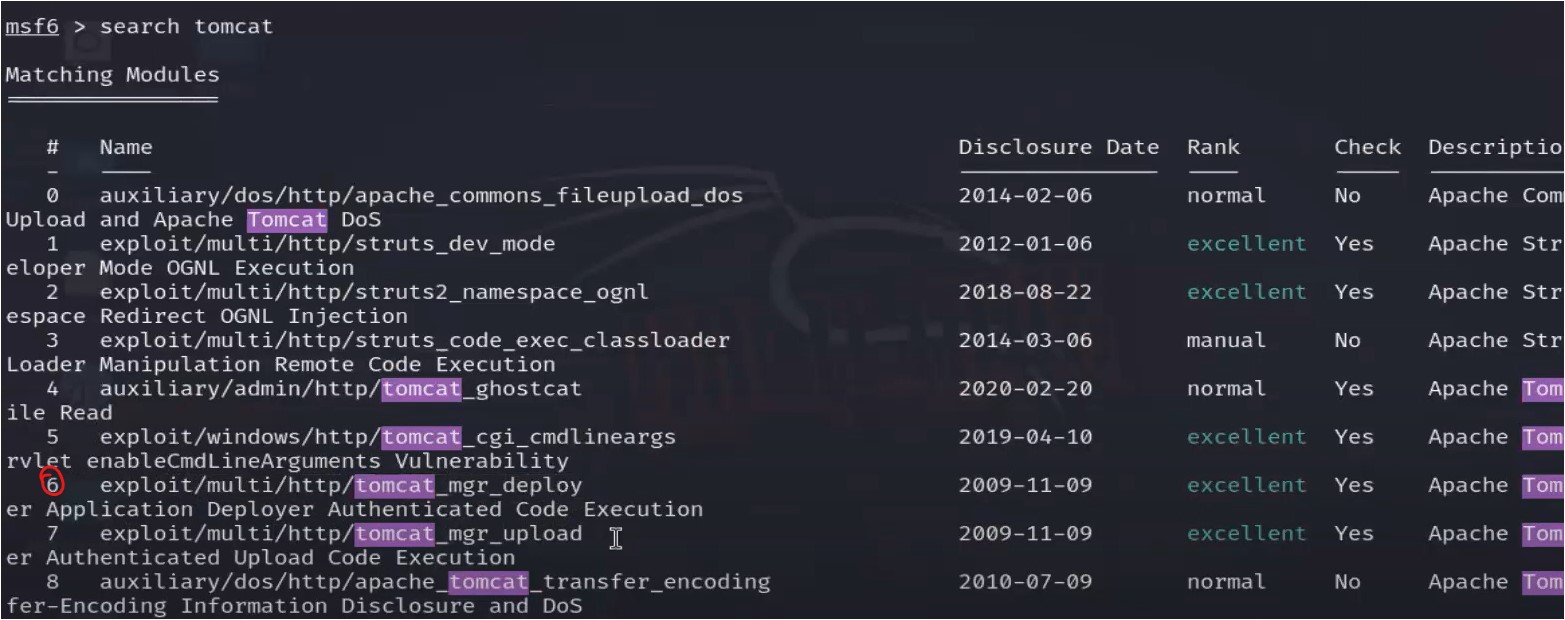 msf6 > search tomcat
Matching Modules
# Name Disclosure Date Rank Check Descriptio
0 auxiliary/dos/http/apache_commons_fileupload_dos 2014-02-06 normal No Apache Com
Upload and Apache Tomcat DoS
1 exploit/multi/http/struts_dev_mode 2012-01-06 excellent Yes Apache Str
eloper Mode OGNL Execution
2 exploit/multi/http/struts2_namespace_ognl 2018-08-22 excellent Yes Apache Str
espace Redirect OGNL Injection
3 exploit/multi/http/struts_code_exec_classloader 2014-03-06 manual No Apache Str
Loader Manipulation Remote Code Execution
4 auxiliary/admin/http/tomcat_ghostcat 2020-02-20 normal Yes Apache Tom
ile Read
5 exploit/windows/http/tomcat_cgi_cmdlineargs 2019-04-10 excellent Yes Apache Tom
rvlet enableCmdLineArguments Vulnerability
6 exploit/multi/http/tomcat_mgr_deploy 2009-11-09 excellent Yes Apache Tom
er Application Deployer Authenticated Code Execution
7 exploit/multi/http/tomcat_mgr_upload 2009-11-09 excellent Yes Apache Tom
er Authenticated Upload Code Execution
8 auxiliary/dos/http/apache_tomcat_transfer_encoding 2010-07-09 normal No Apache Tom
fer-Encoding Information Disclosure and DoS